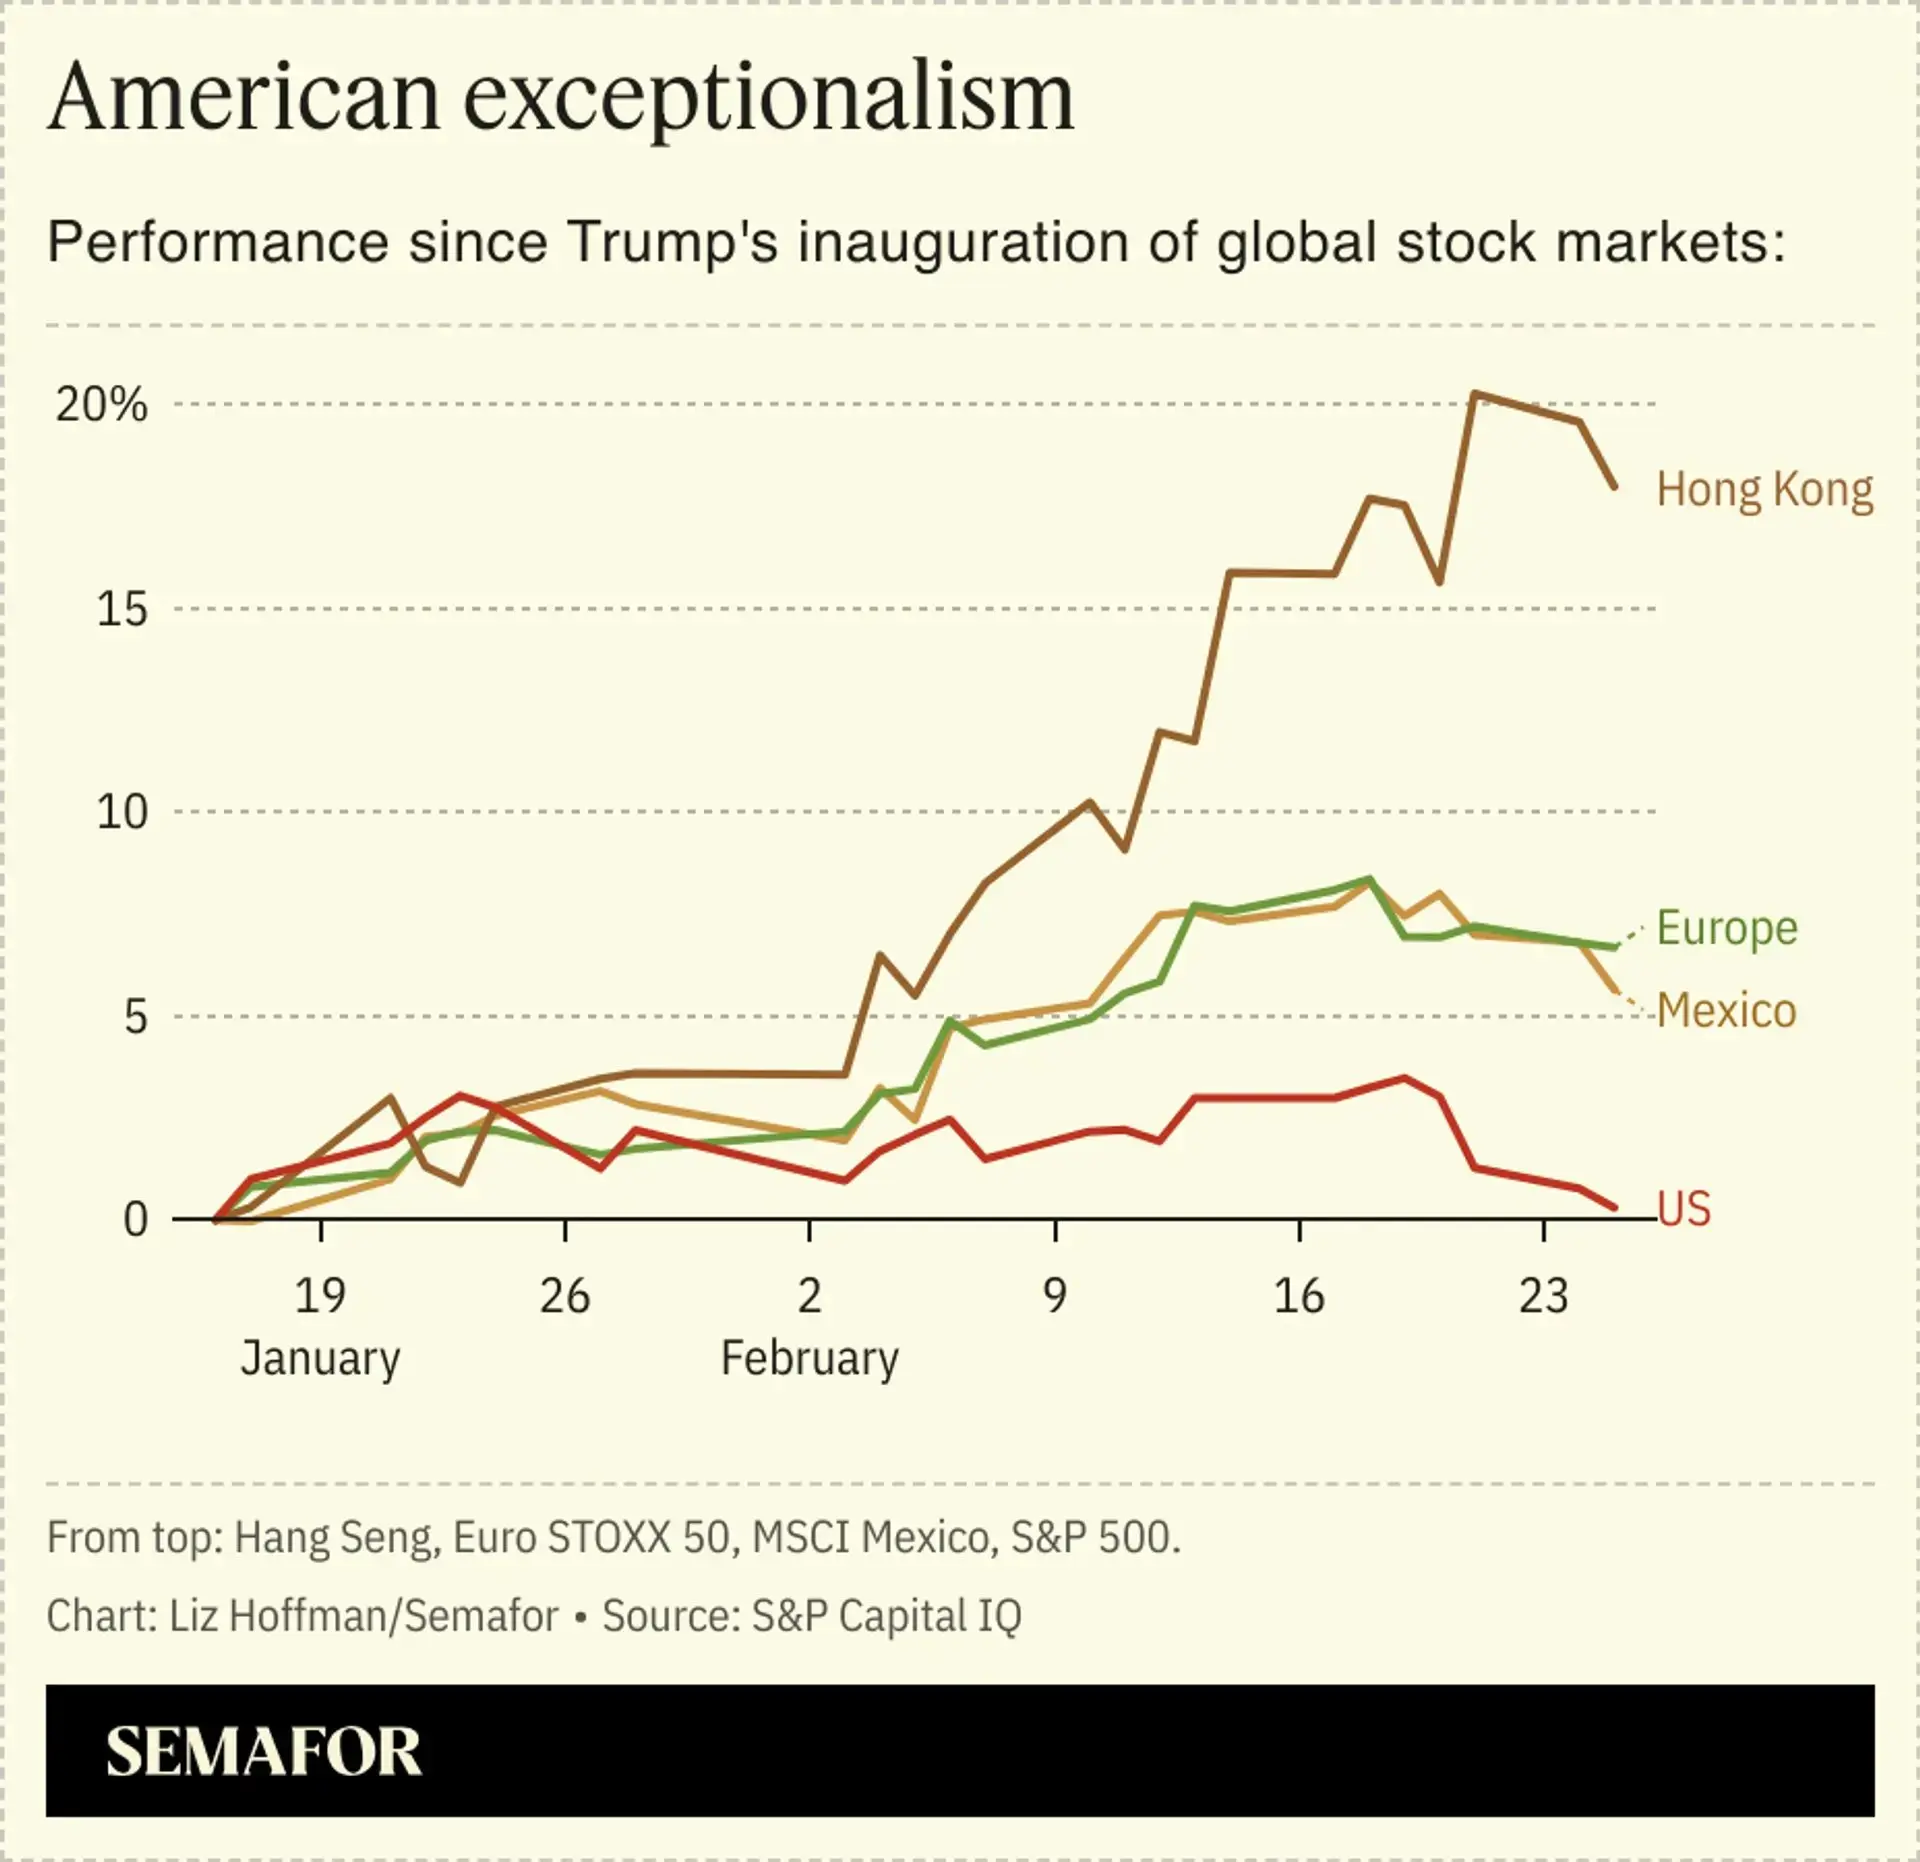 American exceptionalism
Performance since Trump's inauguration of global stock markets:
20%
15
10
5
0
Hong Kong
Europe
Mexico
US
19 26 2 9 16 23
January February
From top: Hang Seng, Euro STOXX 50, MSCI Mexico, S&P 500.
Chart: Liz Hoffman/Semafor • Source: S&P Capital IQ
SEMAFOR